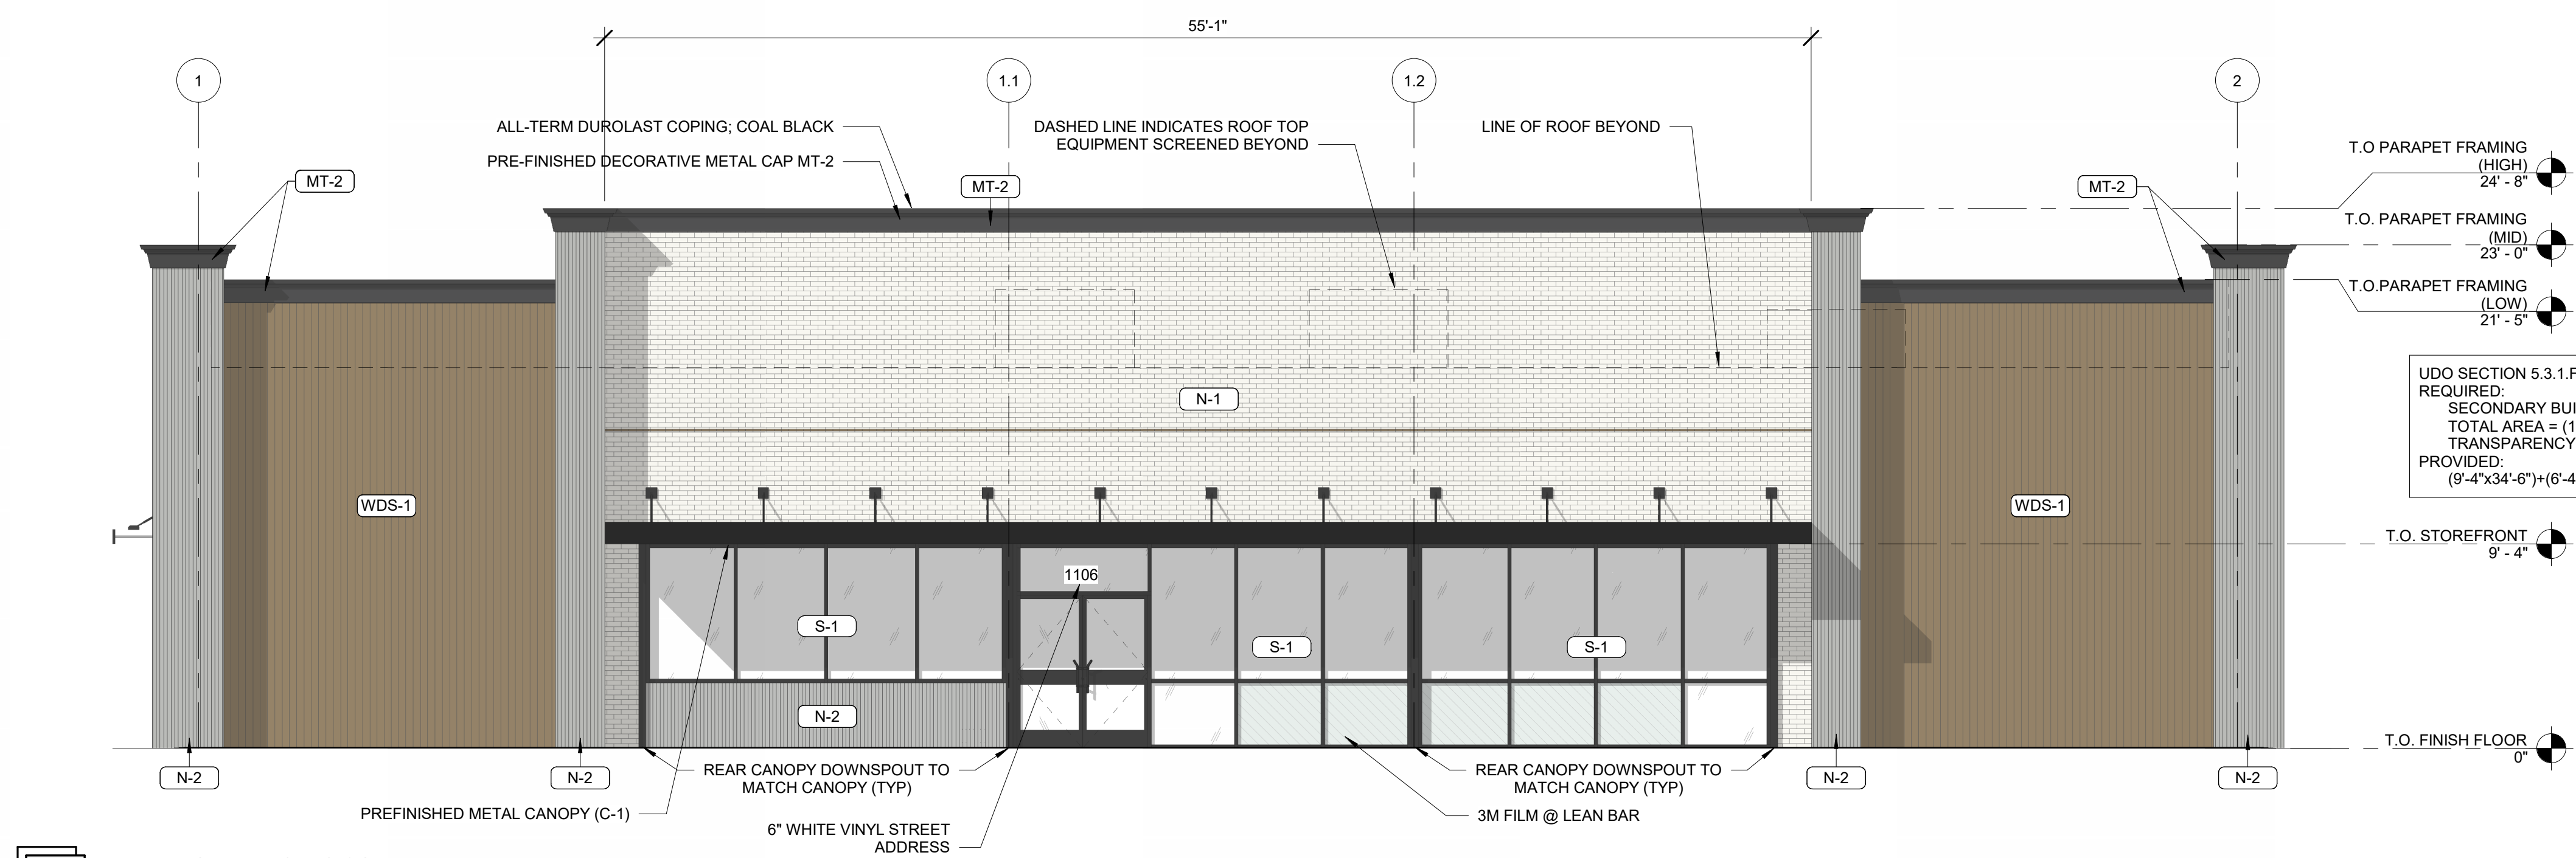 55'-1"
1
1.1
1.2
2
ALL-TERM DUROLAST COPING; COAL BLACK
PRE-FINISHED DECORATIVE METAL CAP MT-2
DASHED LINE INDICATES ROOF TOP
EQUIPMENT SCREENED BEYOND
LINE OF ROOF BEYOND
MT-2
MT-2
MT-2
T.O PARAPET FRAMING
(HIGH)
24' - 8"
T.O. PARAPET FRAMING
(MID)
23' - 0"
T.O.PARAPET FRAMING
(LOW)
21' - 5"
UDO SECTION 5.3.1.F
REQUIRED:
SECONDARY BUI
TOTAL AREA = (1
TRANSPARENCY
PROVIDED:
(9'-4"x34'-6")+(6'-4
N-1
WDS-1
WDS-1
T.O. STOREFRONT
9' - 4"
1106
S-1
S-1
S-1
N-2
T.O. FINISH FLOOR
0"
N-2
N-2
REAR CANOPY DOWNSPOUT TO
MATCH CANOPY (TYP)
REAR CANOPY DOWNSPOUT TO
MATCH CANOPY (TYP)
N-2
N-2
PREFINISHED METAL CANOPY (C-1)
3M FILM @ LEAN BAR
6" WHITE VINYL STREET
ADDRESS